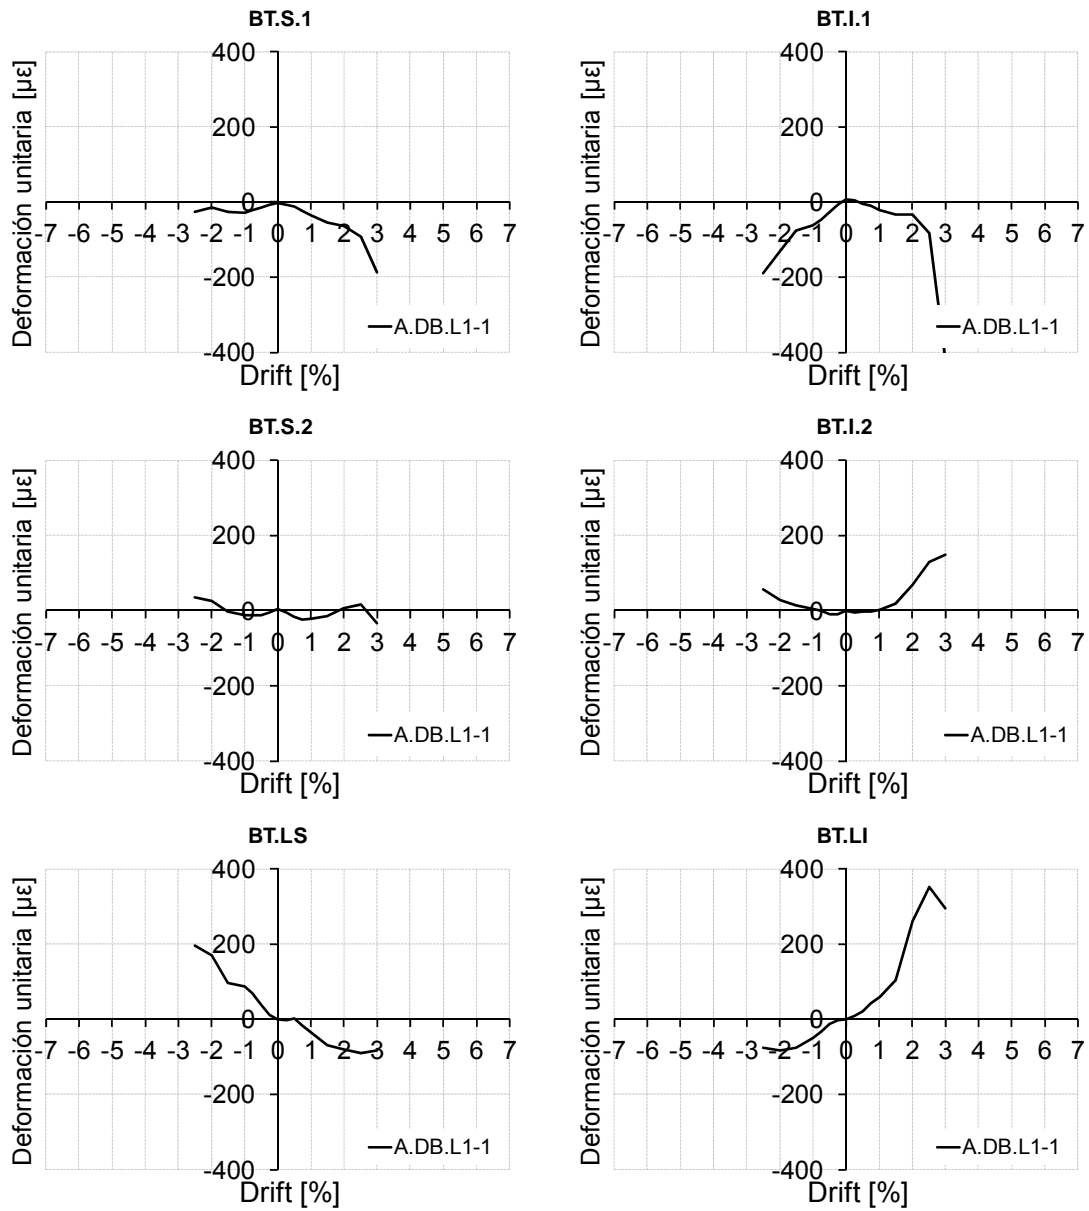 BT.S.1
Deformación unitaria [µε]
400
200
0
-200
-400
-7 -6 -5 -4 -3 -2 -1 0 1 2 3 4 5 6 7
A.DB.L1-1
Drift [%]
BT.I.1
Deformación unitaria [µε]
400
200
0
-200
-400
-7 -6 -5 -4 -3 -2 -1 0 1 2 3 4 5 6 7
A.DB.L1-1
Drift [%]
BT.S.2
Deformación unitaria [µε]
400
200
0
-200
-400
-7 -6 -5 -4 -3 -2 -1 0 1 2 3 4 5 6 7
A.DB.L1-1
Drift [%]
BT.I.2
Deformación unitaria [µε]
400
200
0
-200
-400
-7 -6 -5 -4 -3 -2 -1 0 1 2 3 4 5 6 7
A.DB.L1-1
Drift [%]
BT.LS
Deformación unitaria [µε]
400
200
0
-200
-400
-7 -6 -5 -4 -3 -2 -1 0 1 2 3 4 5 6 7
A.DB.L1-1
Drift [%]
BT.LI
Deformación unitaria [µε]
400
200
0
-200
-400
-7 -6 -5 -4 -3 -2 -1 0 1 2 3 4 5 6 7
A.DB.L1-1
Drift [%]